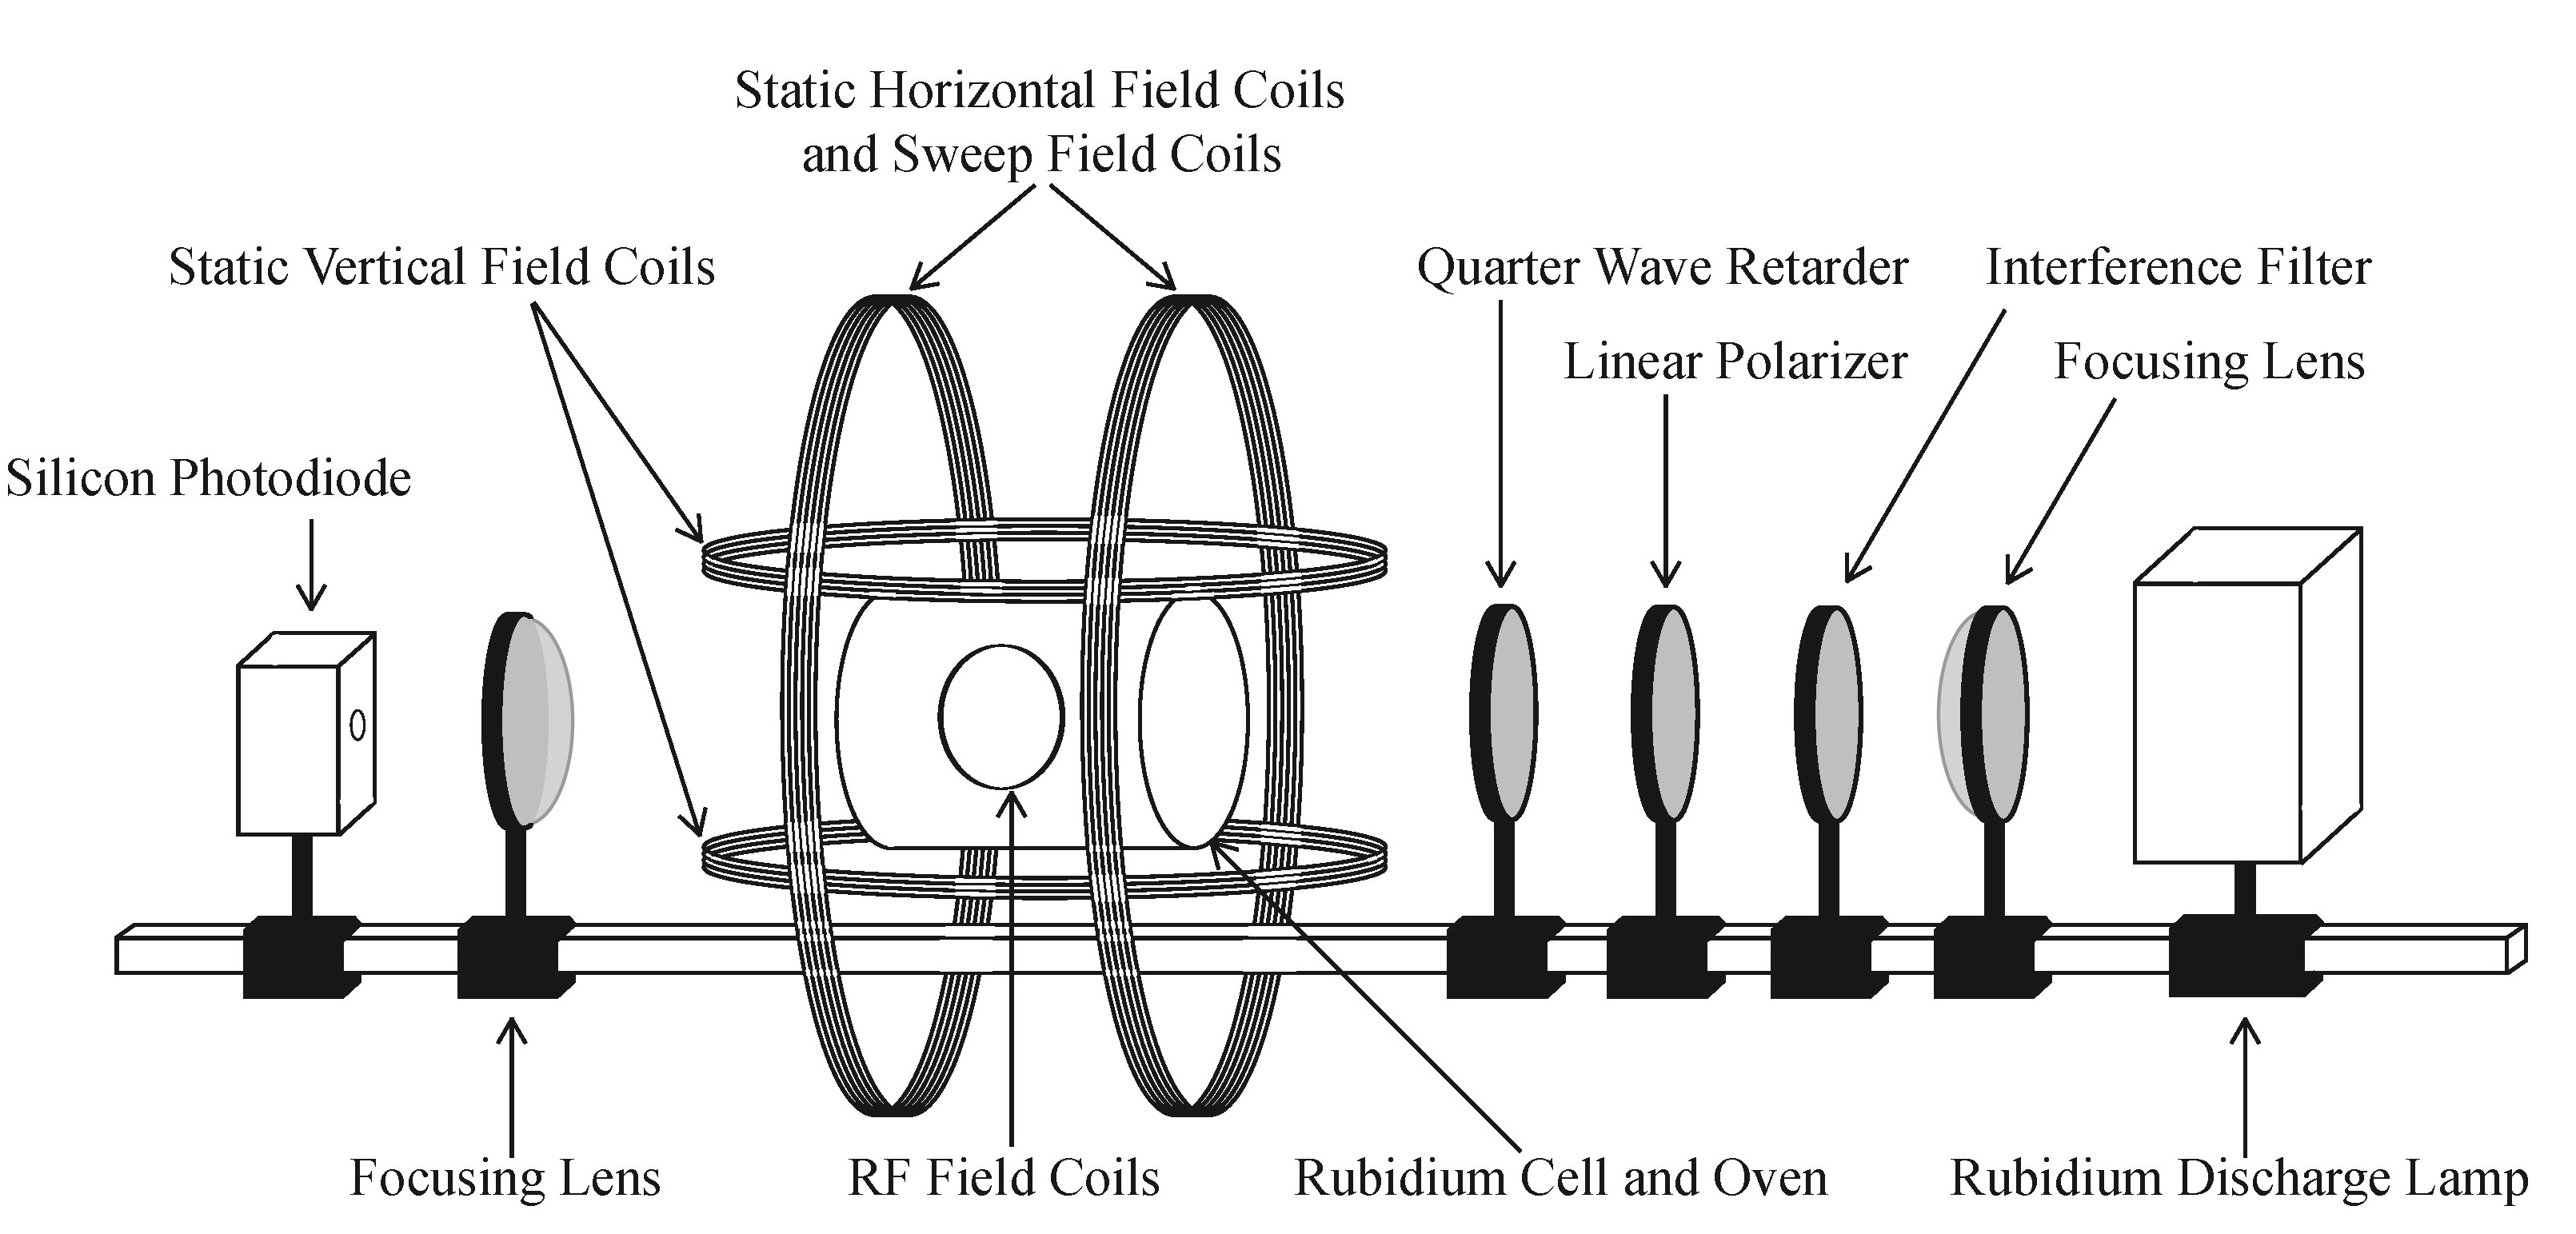 Static Horizontal Field Coils
and Sweep Field Coils
Static Vertical Field Coils
Quarter Wave Retarder
Interference Filter
Linear Polarizer
Focusing Lens
Silicon Photodiode
Focusing Lens
RF Field Coils
Rubidium Cell and Oven
Rubidium Discharge Lamp